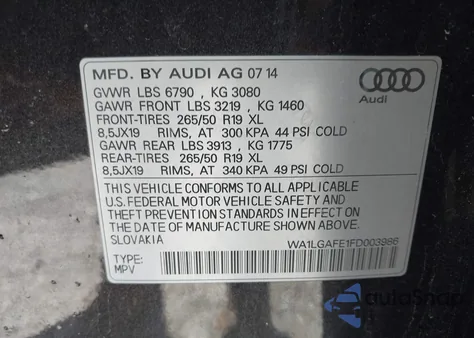 MFD. BY AUDI AG 07 14
GVWR LBS 6790 , KG 3080
GAWR FRONT LBS 3219 , KG 1460
FRONT-TIRES 265/50 R19 XL
8,5JX19 RIMS, AT 300 KPA 44 PSI COLD
GAWR REAR LBS 3913 , KG 1775
REAR-TIRES 265/50 R19 XL
8,5JX19 RIMS, AT 340 KPA 49 PSI COLD
THIS VEHICLE CONFORMS TO ALL APPLICABLE
U.S. FEDERAL MOTOR VEHICLE SAFETY AND
THEFT PREVENTION STANDARDS IN EFFECT ON
THE DATE OF MANUFACTURE SHOWN ABOVE.
SLOVAKIA
WA1LGAFE1FD003986
TYPE:
MPV
Audi
autoSnap